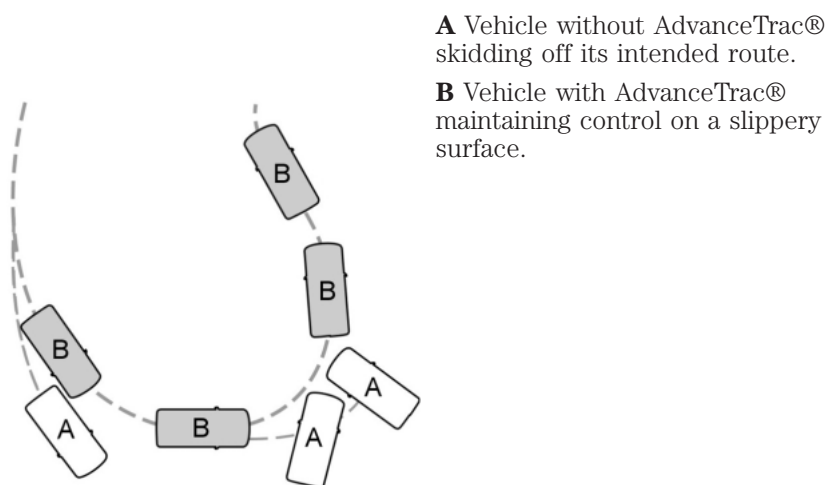 A Vehicle without AdvanceTrac®
skidding off its intended route.
B Vehicle with AdvanceTrac®
maintaining control on a slippery
surface.
B
B
B
A
A
B
A